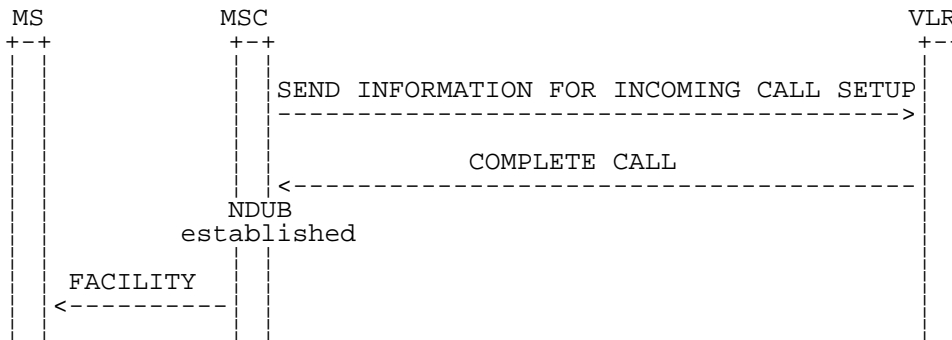 MS MSC VLR
SEND INFORMATION FOR INCOMING CALL SETUP
COMPLETE CALL
NDUB
established
FACILITY